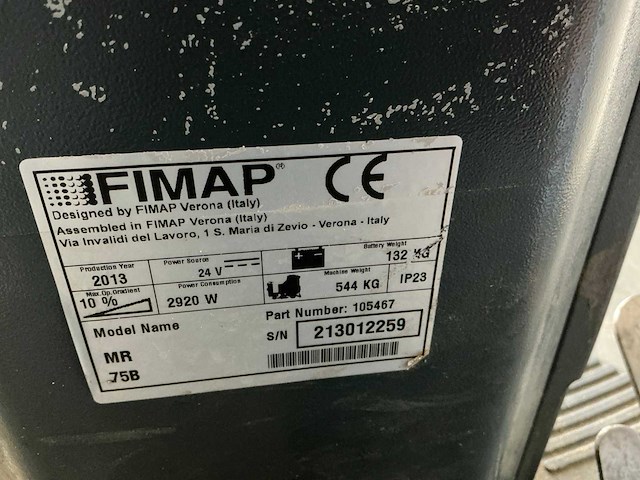 FIMAP® CE
Designed by FIMAP Verona (Italy)
Assembled in FIMAP Verona (Italy)
Via Invalidi del Lavoro, 1 S. Maria di Zevio - Verona - Italy
Production Year
2013
Power Source
24 V
Battery Weight
132 KG
Max.Op.Gradient
10 %
Power Consumption
2920 W
Machine Weight
544 KG
IP23
Model Name
Part Number: 105467
S/N 213012259
MR
75B